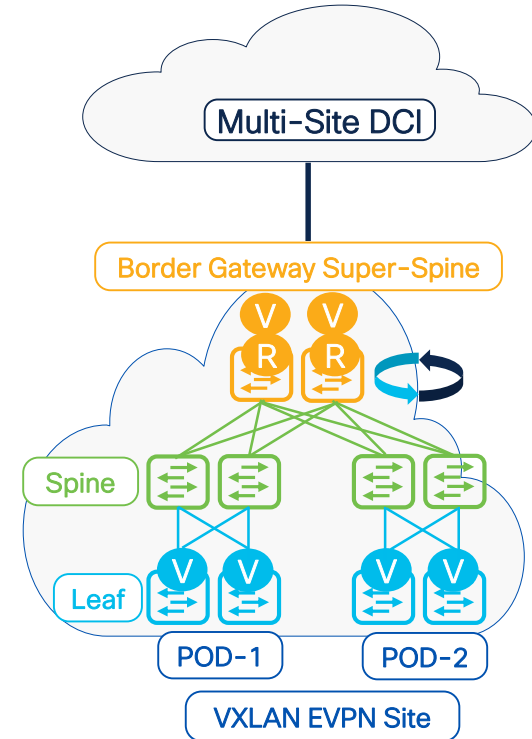 Multi-Site DCI
Border Gateway Super-Spine
V V
R R
Spine
V V V V
Leaf
POD-1 POD-2
VXLAN EVPN Site